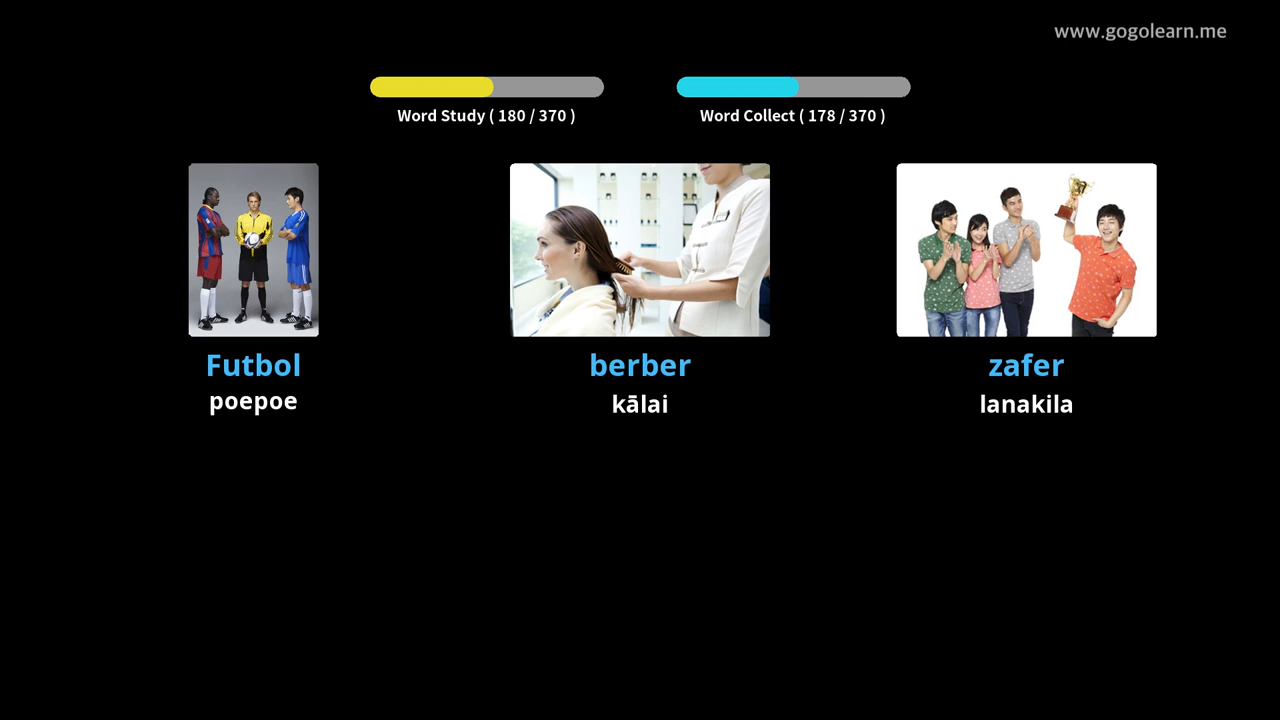 www.gogolearn.me
Word Study ( 180 / 370 )
Word Collect ( 178 / 370 )
Futbol
poepoe
berber
kālai
zafer
lanakila